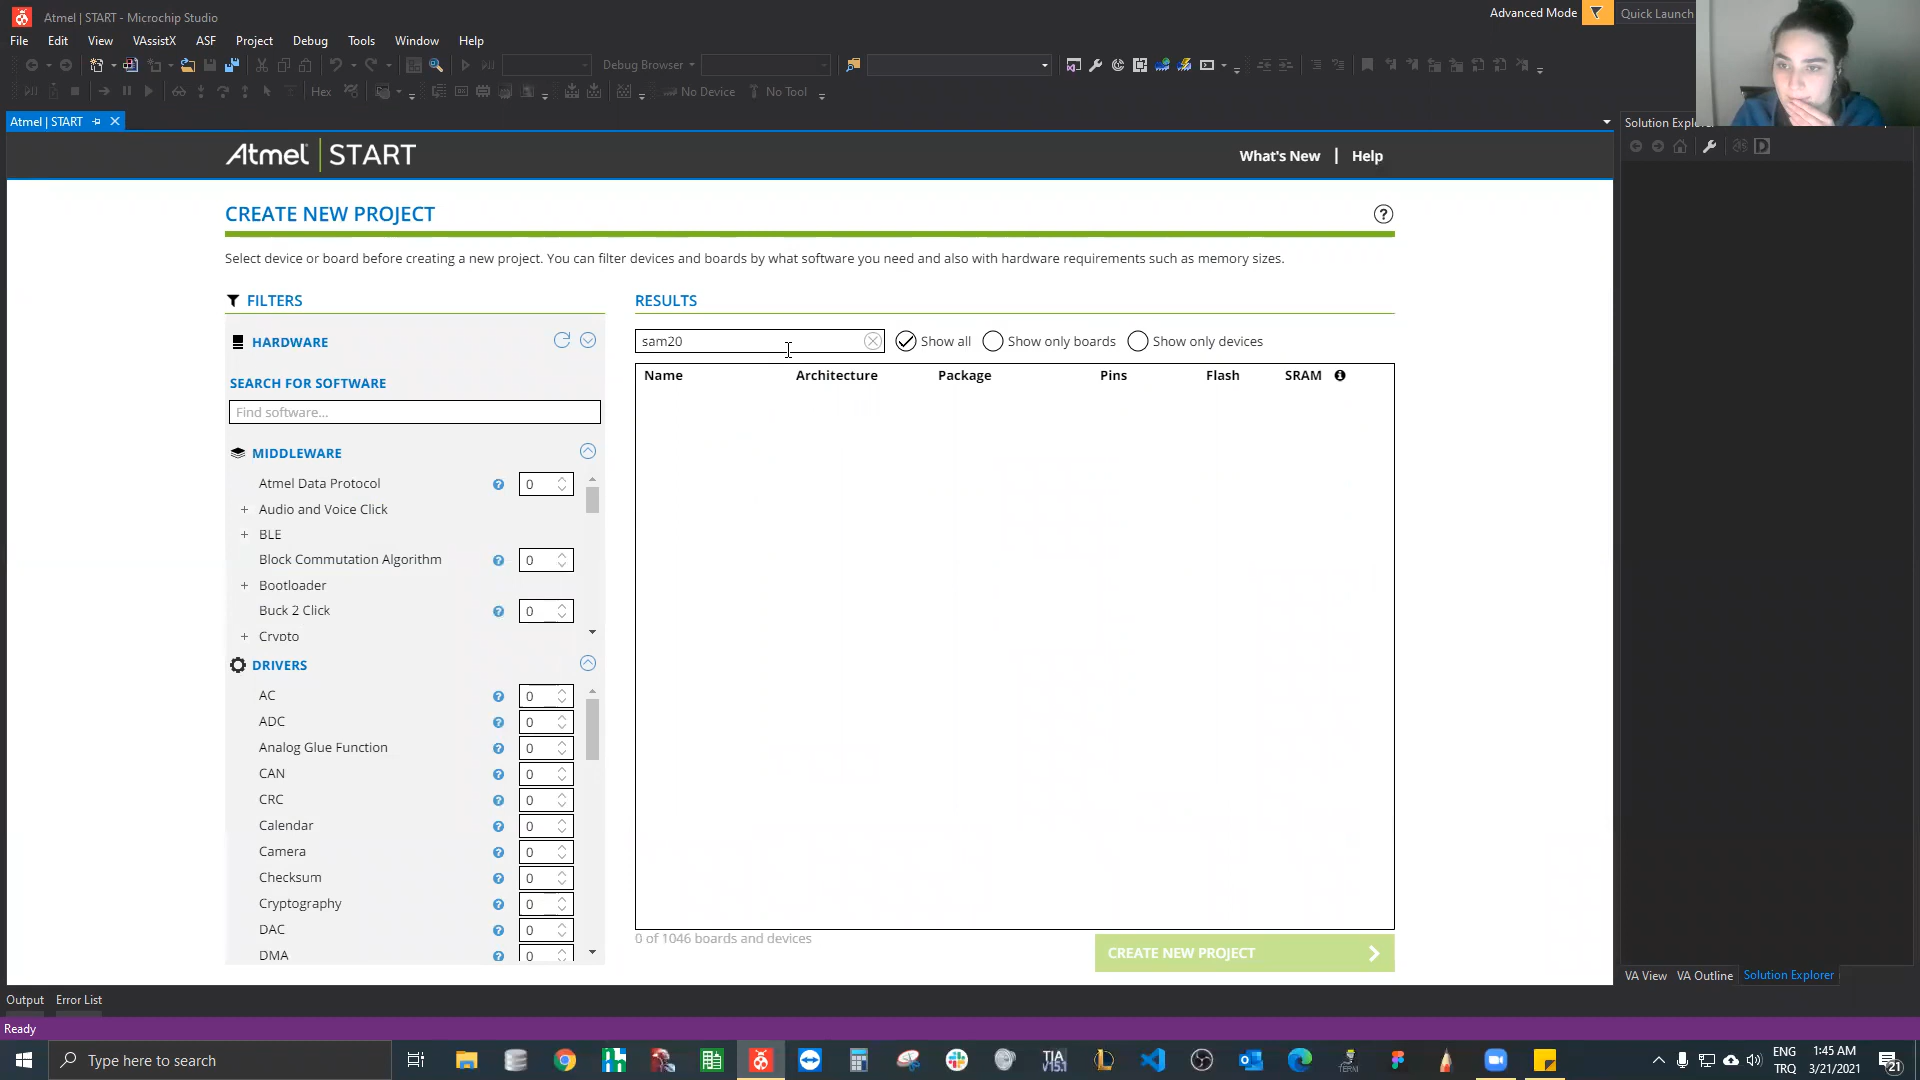 Atmel | START - Microchip Studio
Advanced Mode
Quick Launch
File Edit View VAssistX ASF Project Debug Tools Window Help
Debug Browser
Hex
No Device
No Tool
Atmel | START
Solution Explo
Atmel START
What's New | Help
CREATE NEW PROJECT
Select device or board before creating a new project. You can filter devices and boards by what software you need and also with hardware requirements such as memory sizes.
FILTERS
RESULTS
HARDWARE
sam20
Show all
Show only boards
Show only devices
Name Architecture Package Pins Flash SRAM
SEARCH FOR SOFTWARE
Find software...
MIDDLEWARE
Atmel Data Protocol ? 0
+ Audio and Voice Click
+ BLE
Block Commutation Algorithm ? 0
+ Bootloader
Buck 2 Click ? 0
+ Crypto
DRIVERS
AC ? 0
ADC ? 0
Analog Glue Function ? 0
CAN ? 0
CRC ? 0
Calendar ? 0
Camera ? 0
Checksum ? 0
Cryptography ? 0
DAC ? 0
DMA ? 0
0 of 1046 boards and devices
CREATE NEW PROJECT
VA View VA Outline Solution Explorer
Output Error List
Ready
Type here to search
TIA
V15.1
TERM
ENG
TRQ
1:45 AM
3/21/2021
21